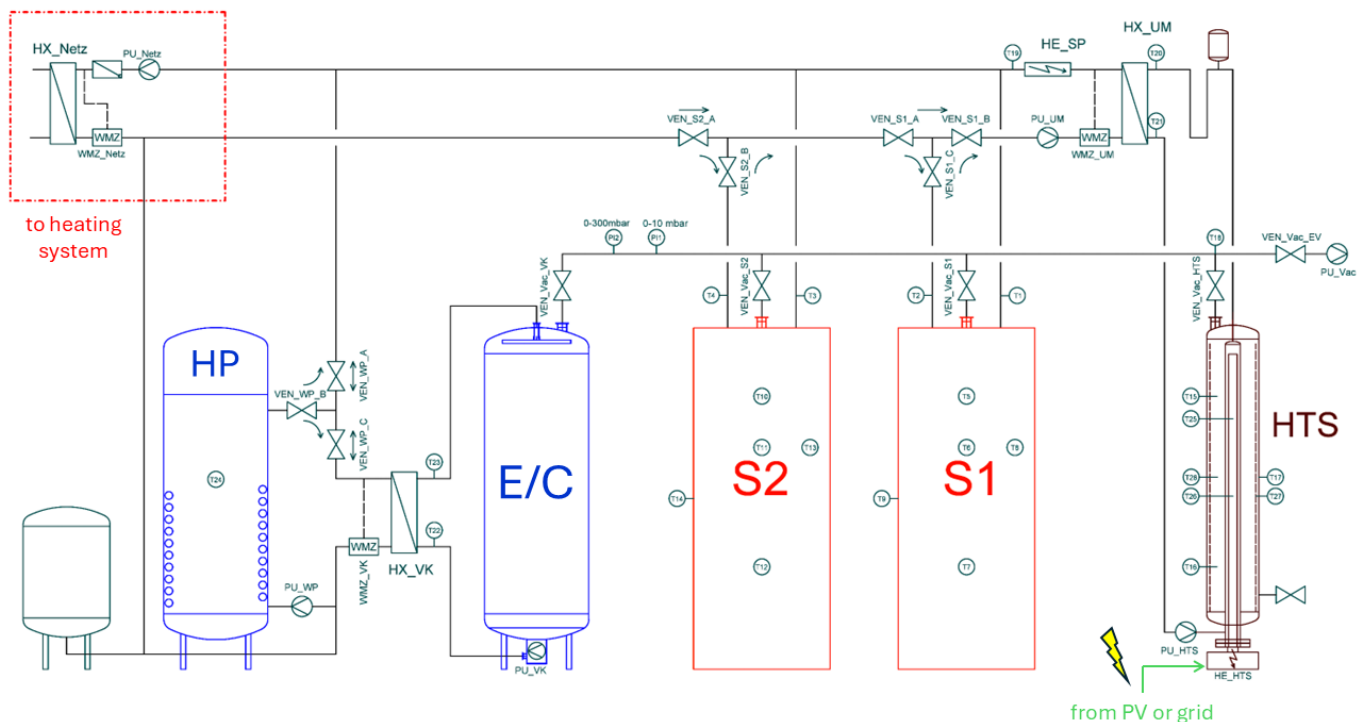 HX_Netz
PU_Netz
WMZ
WMZ_Netz
to heating
system
HE_SP
HX_UM
T19
T20
T21
VEN_S2_A
VEN_S1_A
VEN_S1_B
PU_UM
WMZ
WMZ_UM
VEN_S2_B
VEN_S1_C
0-300mbar
0-10 mbar
PI2
PI1
T18
VEN_Vac_EV
PU_Vac
VEN_Vac_VK
VEN_Vac_S2
VEN_Vac_S1
VEN_Vac_HTS
T4
T3
T2
T1
HP
VEN_WP_A
VEN_WP_B
VEN_WP_C
T24
T23
T22
WMZ
WMZ_VK
HX_VK
PU_WP
E/C
PU_VK
T10
T11
T13
S2
T14
T12
T5
T6
T8
S1
T9
T7
T15
T25
HTS
T28
T17
T26
T27
T16
PU_HTS
HE_HTS
from PV or grid